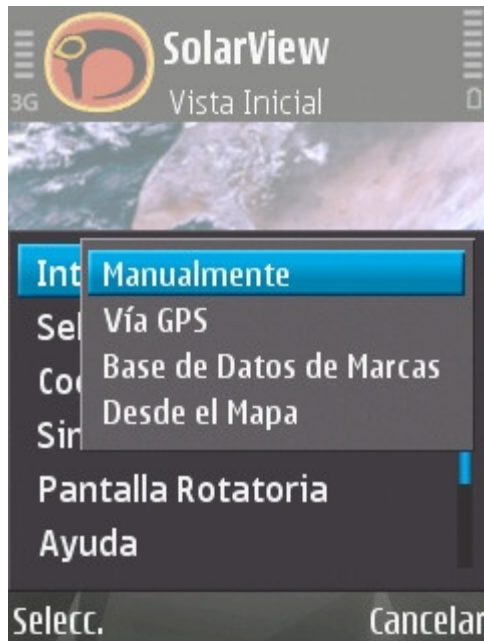 SolarView
3G
Vista Inicial
Manualmente
Vía GPS
Base de Datos de Marcas
Desde el Mapa
Pantalla Rotatoria
Ayuda
Selecc.
Cancelar